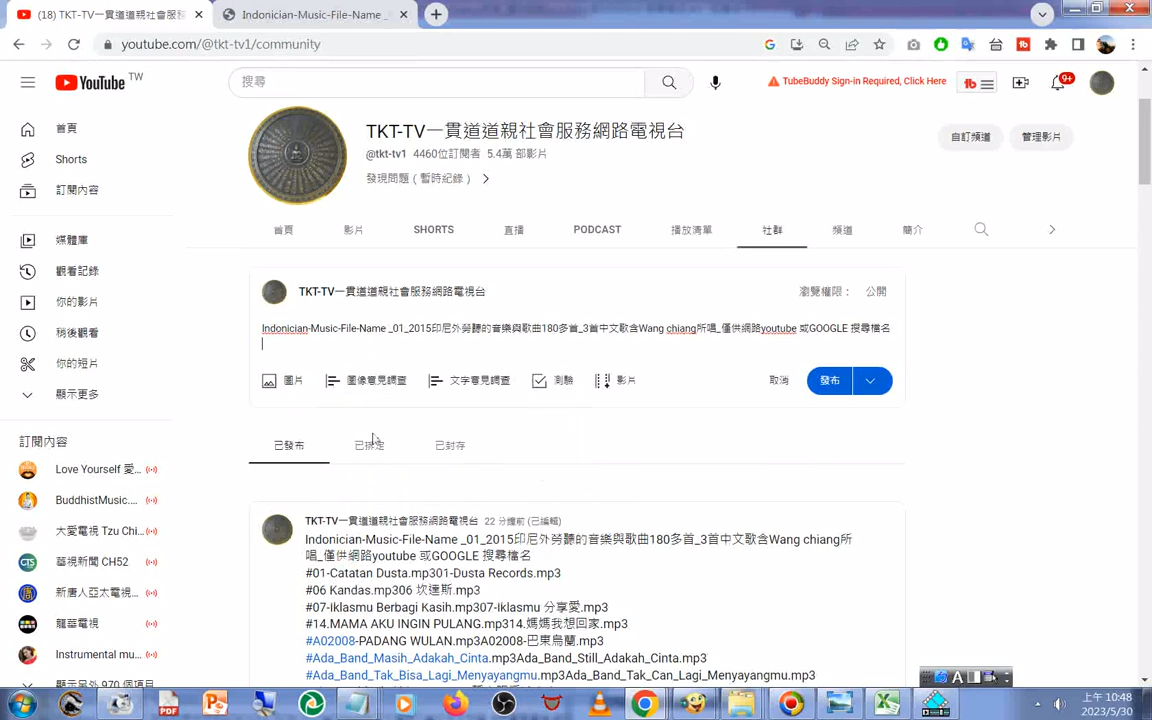 (18) TKT-TV一貫道道親社會服務
Indonician-Music-File-Name_
youtube.com/@tkt-tv1/community
YouTube TW
搜尋
TubeBuddy Sign-in Required, Click Here
tb
9+
首頁
Shorts
訂閱內容
媒體庫
觀看記錄
你的影片
稍後觀看
你的短片
顯示更多
訂閱內容
Love Yourself 愛...
BuddhistMusic....
大愛電視 Tzu Chi...
華視新聞 CH52
新唐人亞太電視...
龍華電視
Instrumental mu...
顯示另外 970 個項目
TKT-TV一貫道道親社會服務網路電視台
@tkt-tv1 4460位訂閱者 5.4萬 部影片
發現問題（暫時紀錄）
自訂頻道
管理影片
首頁
影片
SHORTS
直播
PODCAST
播放清單
社群
頻道
簡介
TKT-TV一貫道道親社會服務網路電視台
瀏覽權限： 公開
Indonician-Music-File-Name _01_2015印尼外勞聽的音樂與歌曲180多首_3首中文歌含Wang chiang所唱_僅供網路youtube 或GOOGLE 搜尋檔名
圖片
圖像意見調查
文字意見調查
測驗
影片
取消
發布
已發布
已排定
已封存
TKT-TV一貫道道親社會服務網路電視台 22 分鐘前 (已編輯)
Indonician-Music-File-Name _01_2015印尼外勞聽的音樂與歌曲180多首_3首中文歌含Wang chiang所
唱_僅供網路youtube 或GOOGLE 搜尋檔名
#01-Catatan Dusta.mp301-Dusta Records.mp3
#06 Kandas.mp306 坎達斯.mp3
#07-Iklasmu Berbagi Kasih.mp307-Iklasmu 分享愛.mp3
#14.MAMA AKU INGIN PULANG.mp314.媽媽我想回家.mp3
#A02008-PADANG WULAN.mp3A02008-巴東烏蘭.mp3
#Ada_Band_Masih_Adakah_Cinta.mp3Ada_Band_Still_Adakah_Cinta.mp3
#Ada_Band_Tak_Bisa_Lagi_Menyayangmu.mp3Ada_Band_Tak_Can_Lagi_Menyayangmu.mp3
上午 10:48
2023/5/30